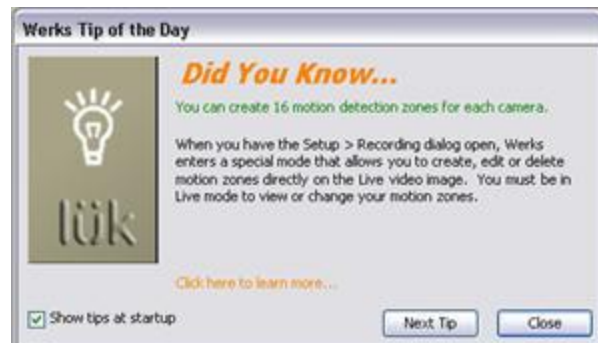 Werks Tip of the Day
Did You Know...
You can create 16 motion detection zones for each camera.
When you have the Setup > Recording dialog open, Werks
enters a special mode that allows you to create, edit or delete
motion zones directly on the Live video image. You must be in
Live mode to view or change your motion zones.
lük
Click here to learn more...
Show tips at startup
Next Tip
Close